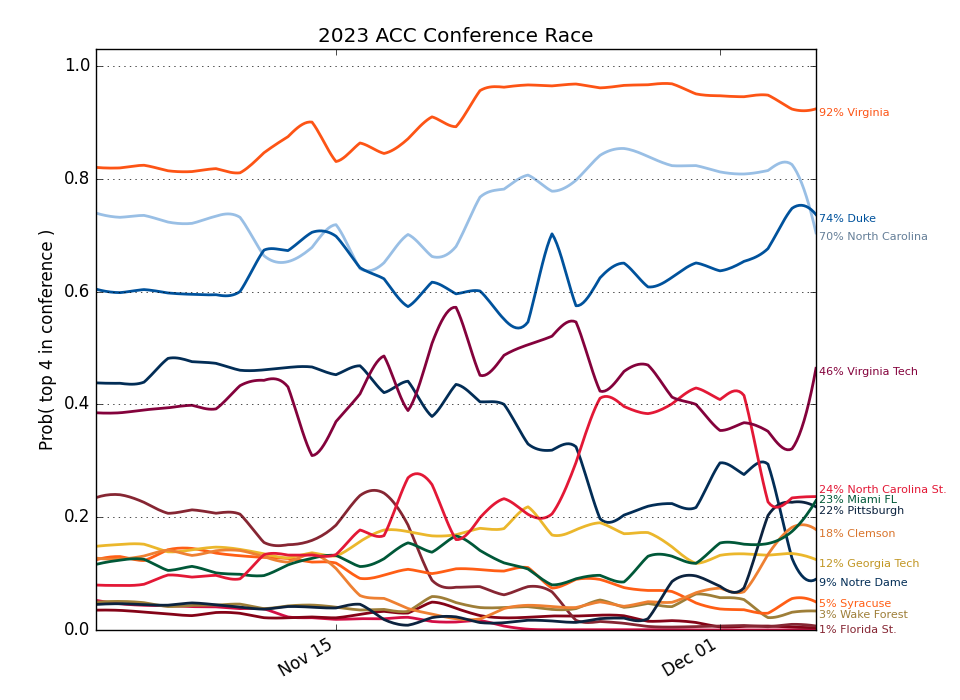 2023 ACC Conference Race
Prob( top 4 in conference )
1.0
0.8
0.6
0.4
0.2
0.0
Nov 15
Dec 01
92% Virginia
74% Duke
70% North Carolina
46% Virginia Tech
24% North Carolina St.
23% Miami FL
22% Pittsburgh
18% Clemson
12% Georgia Tech
9% Notre Dame
5% Syracuse
3% Wake Forest
1% Florida St.